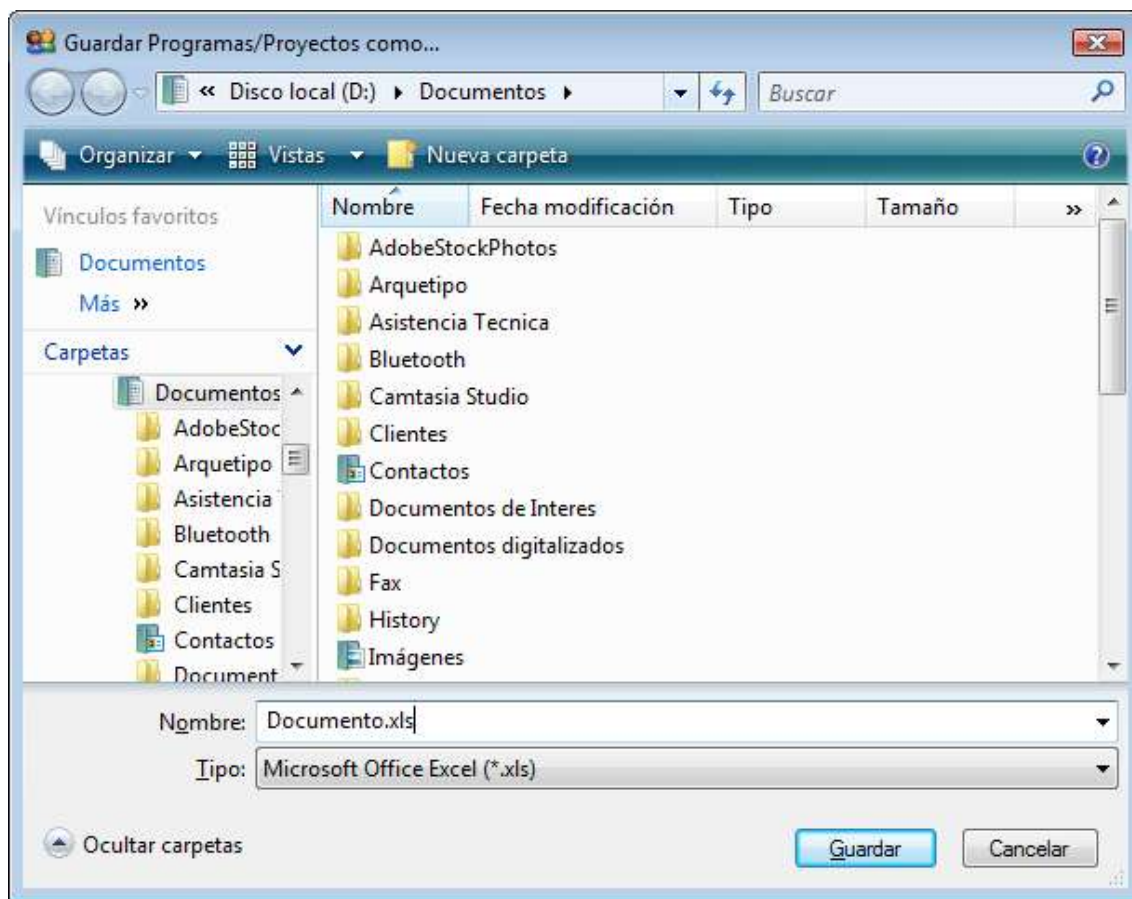 Guardar Programas/Proyectos como...
« Disco local (D:) Documentos
Buscar
Organizar Vistas Nueva carpeta
Vínculos favoritos
Documentos
Más »
Carpetas
Documentos
AdobeStoc
Arquetipo
Asistencia
Bluetooth
Camtasia S
Clientes
Contactos
Document
Nombre Fecha modificación Tipo Tamaño »
AdobeStockPhotos
Arquetipo
Asistencia Tecnica
Bluetooth
Camtasia Studio
Clientes
Contactos
Documentos de Interes
Documentos digitalizados
Fax
History
Imágenes
Nombre: Documento.xls
Tipo: Microsoft Office Excel (*.xls)
Ocultar carpetas
Guardar Cancelar